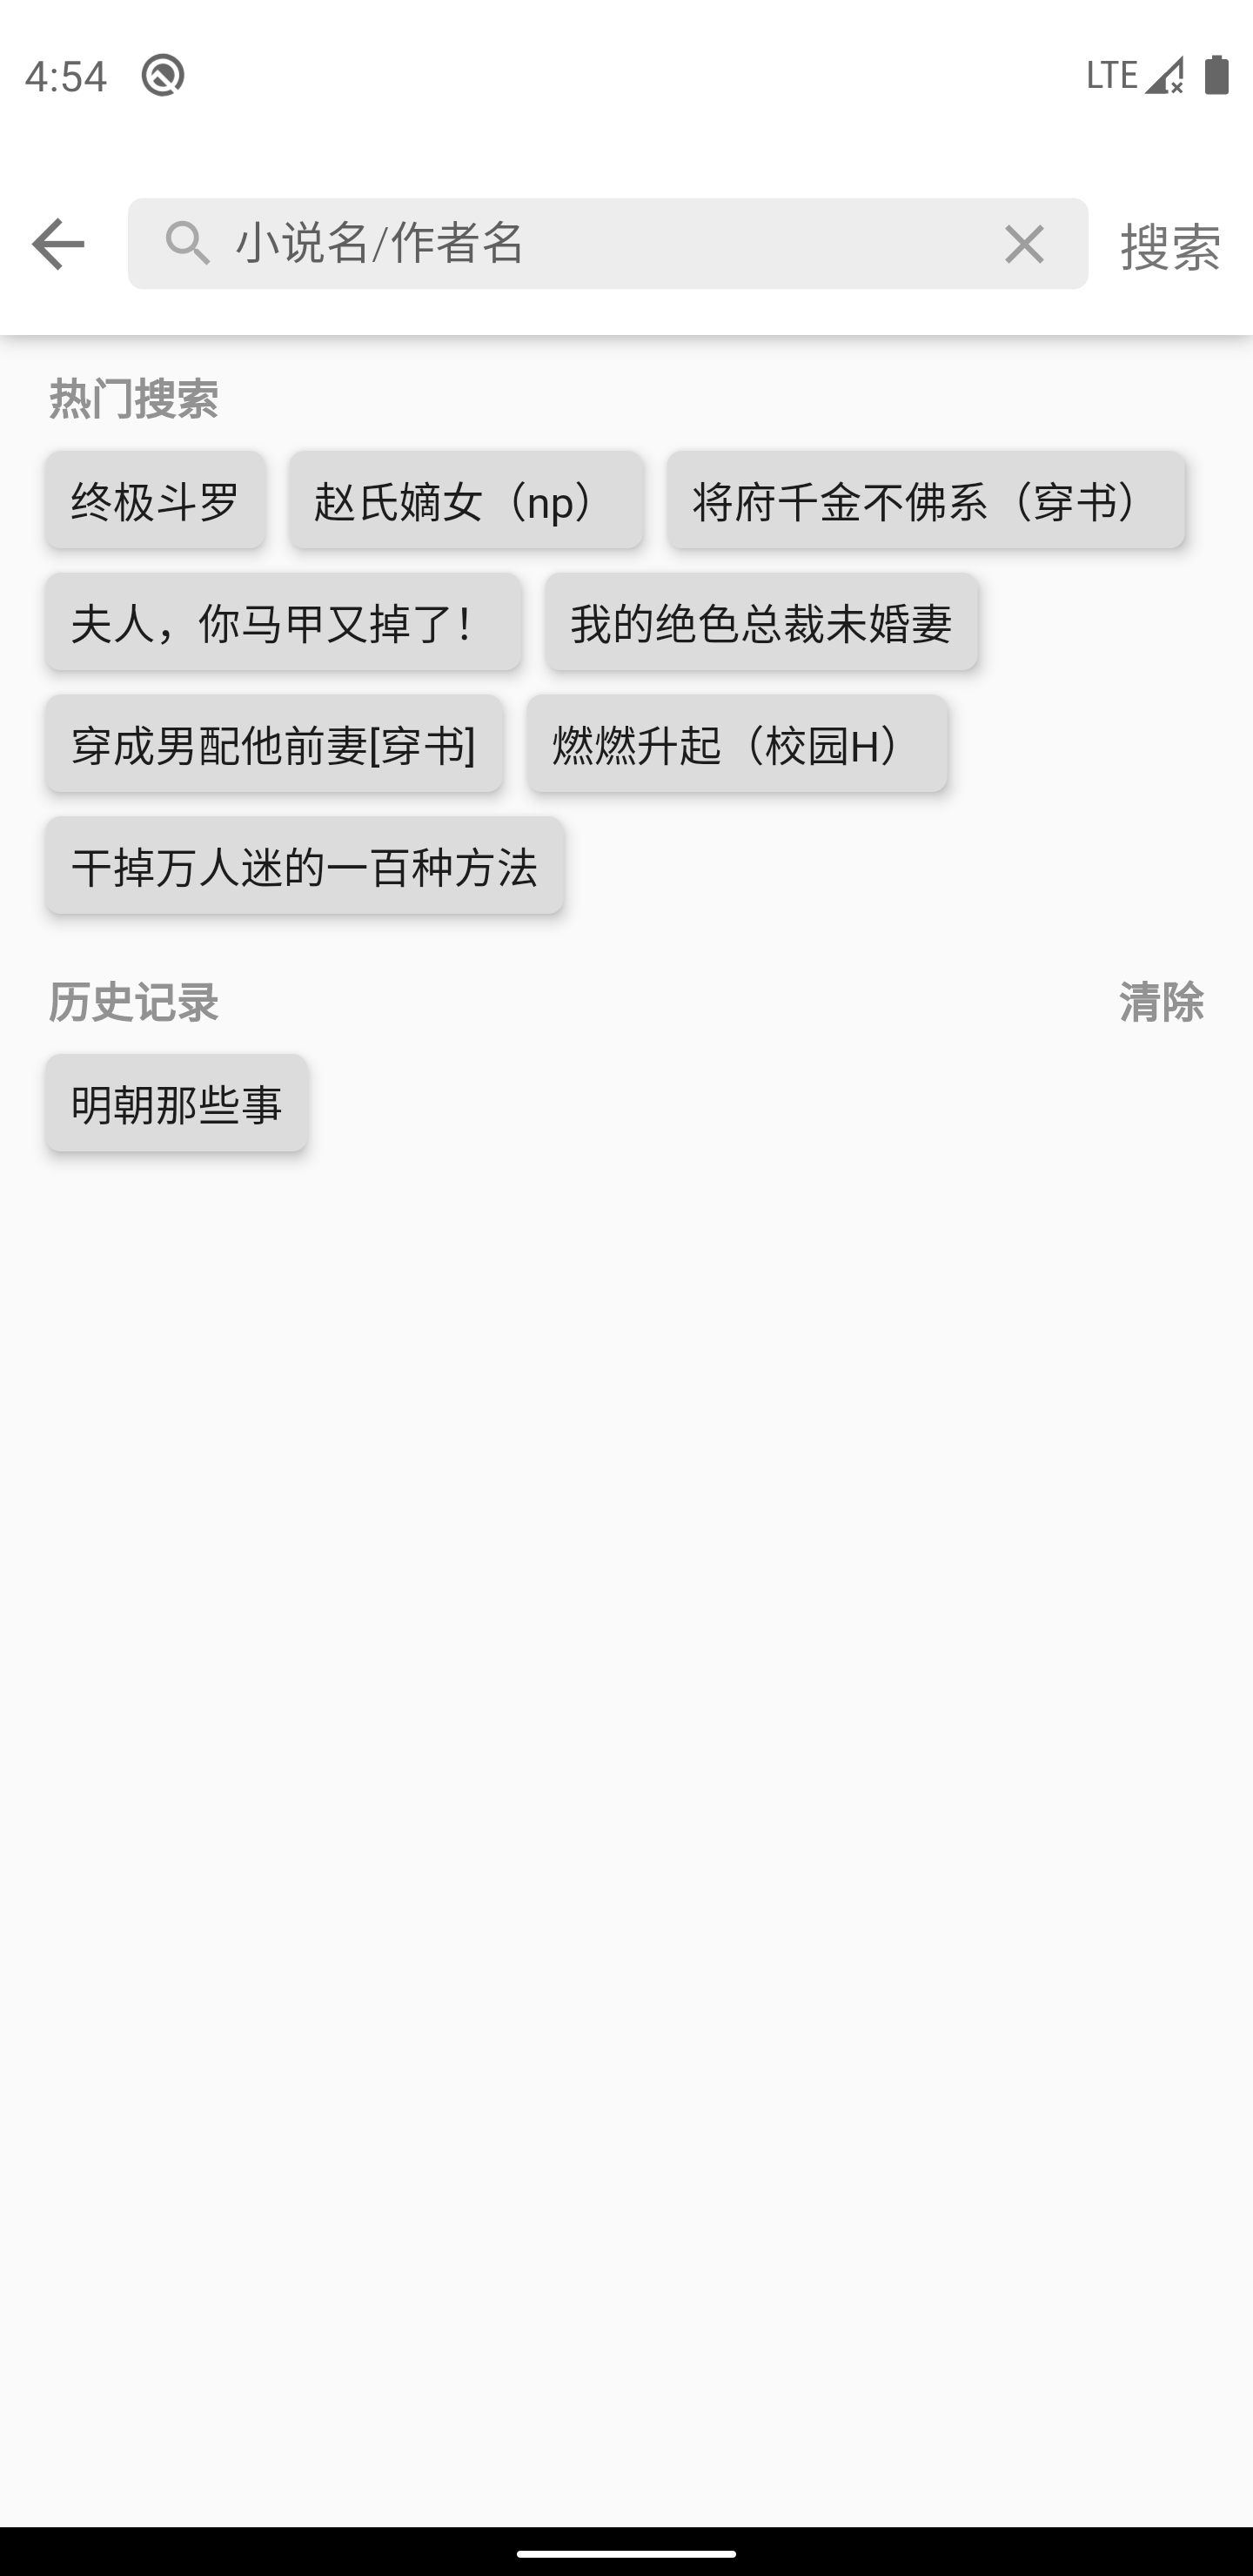 4:54 LTE
小说名/作者名 搜索
热门搜索
终极斗罗 赵氏嫡女（np） 将府千金不佛系（穿书）
夫人，你马甲又掉了！ 我的绝色总裁未婚妻
穿成男配他前妻[穿书] 燃燃升起（校园H）
干掉万人迷的一百种方法
历史记录 清除
明朝那些事